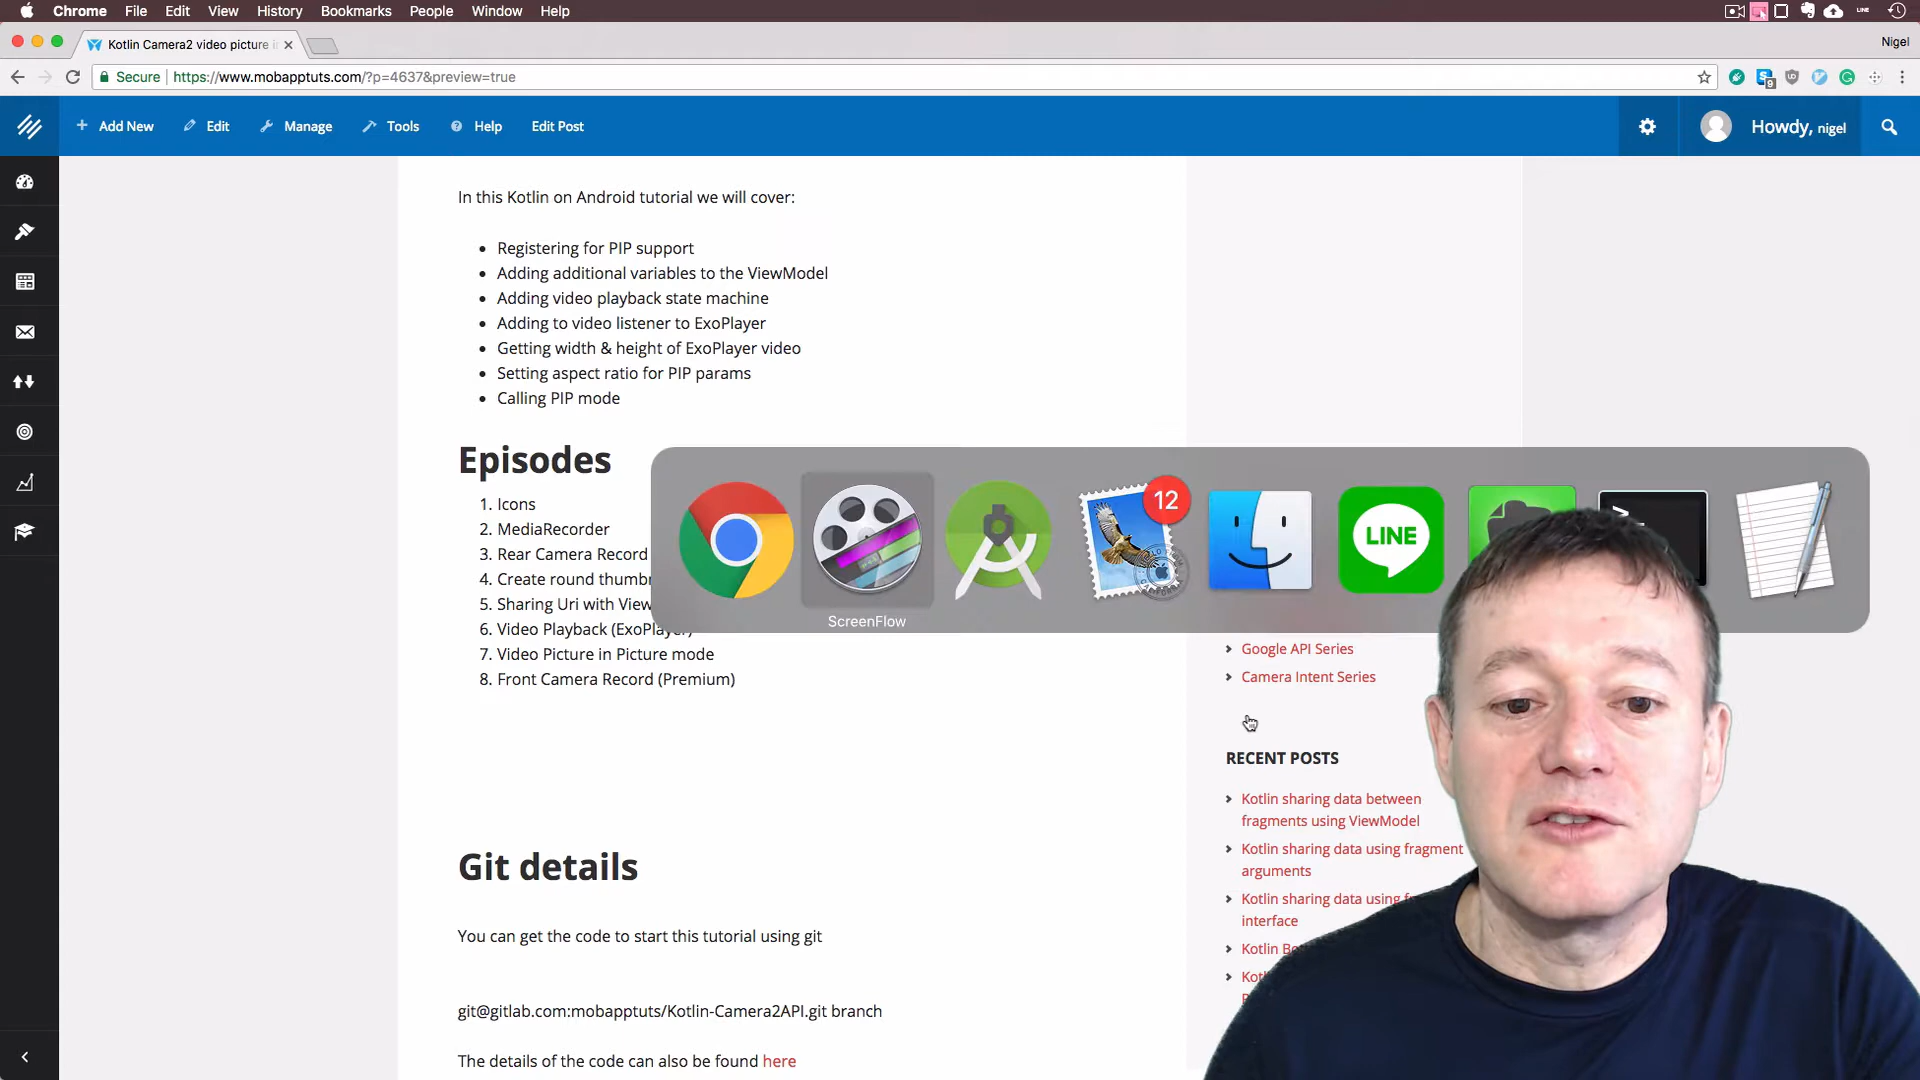 Chrome File Edit View History Bookmarks People Window Help
Kotlin Camera2 video picture i
Nigel
Secure https://www.mobapptuts.com/?p=4637&preview=true
9
Add New Edit Manage Tools Help Edit Post
Howdy, nigel
In this Kotlin on Android tutorial we will cover:
Registering for PIP support
Adding additional variables to the ViewModel
Adding video playback state machine
Adding to video listener to ExoPlayer
Getting width & height of ExoPlayer video
Setting aspect ratio for PIP params
Calling PIP mode
Episodes
1. Icons
2. MediaRecorder
3. Rear Camera Record
4. Create round thumb
5. Sharing Uri with View
6. Video Playback (ExoPlayer)
7. Video Picture in Picture mode
8. Front Camera Record (Premium)
12
LINE
ScreenFlow
Google API Series
Camera Intent Series
RECENT POSTS
Kotlin sharing data between
fragments using ViewModel
Kotlin sharing data using fragment
arguments
Kotlin sharing data using
interface
Kotlin
Git details
You can get the code to start this tutorial using git
git@gitlab.com:mobapptuts/Kotlin-Camera2API.git branch
The details of the code can also be found here